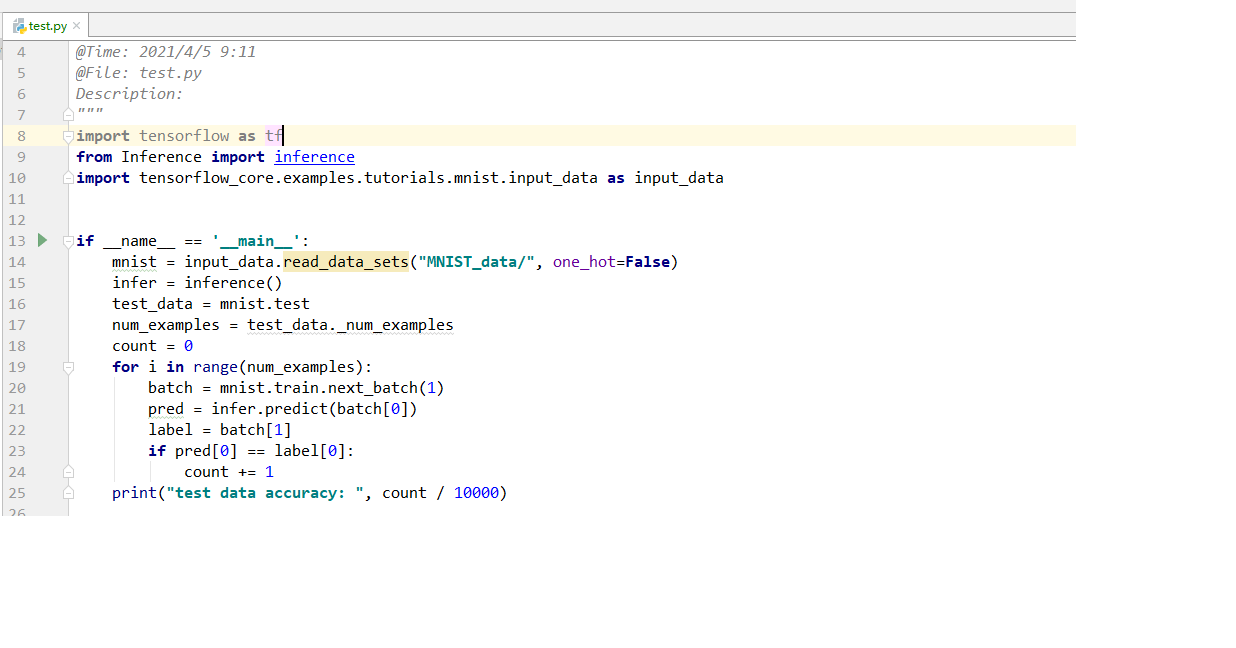 test.py
4 @Time: 2021/4/5 9:11
5 @File: test.py
6 Description:
7 """
8 import tensorflow as tf
9 from Inference import inference
10 import tensorflow_core.examples.tutorials.mnist.input_data as input_data
11
12
13 if __name__ == '__main__':
14 mnist = input_data.read_data_sets("MNIST_data/", one_hot=False)
15 infer = inference()
16 test_data = mnist.test
17 num_examples = test_data._num_examples
18 count = 0
19 for i in range(num_examples):
20 batch = mnist.train.next_batch(1)
21 pred = infer.predict(batch[0])
22 label = batch[1]
23 if pred[0] == label[0]:
24 count += 1
25 print("test data accuracy: ", count / 10000)
26